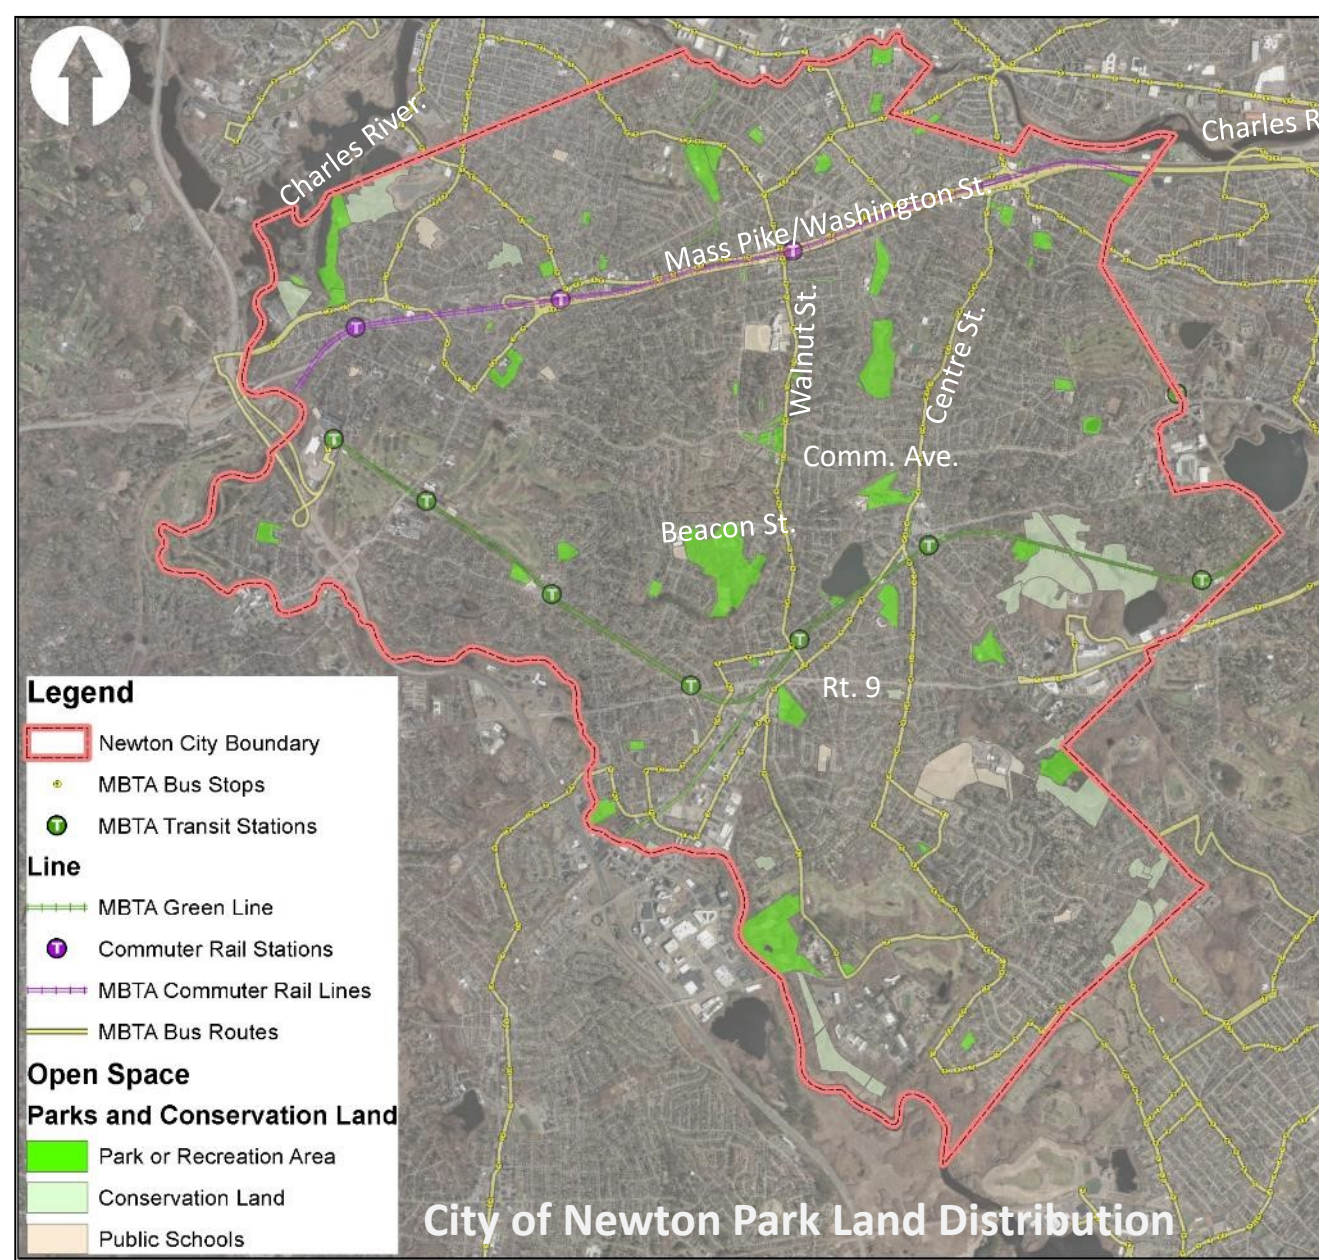 Charles River.
Charles R
Mass Pike/Washington St.
Walnut St.
Centre St.
Comm. Ave.
Beacon St.
Rt. 9
Legend
Newton City Boundary
MBTA Bus Stops
T MBTA Transit Stations
Line
MBTA Green Line
T Commuter Rail Stations
MBTA Commuter Rail Lines
MBTA Bus Routes
Open Space
Parks and Conservation Land
Park or Recreation Area
Conservation Land
Public Schools
City of Newton Park Land Distribution